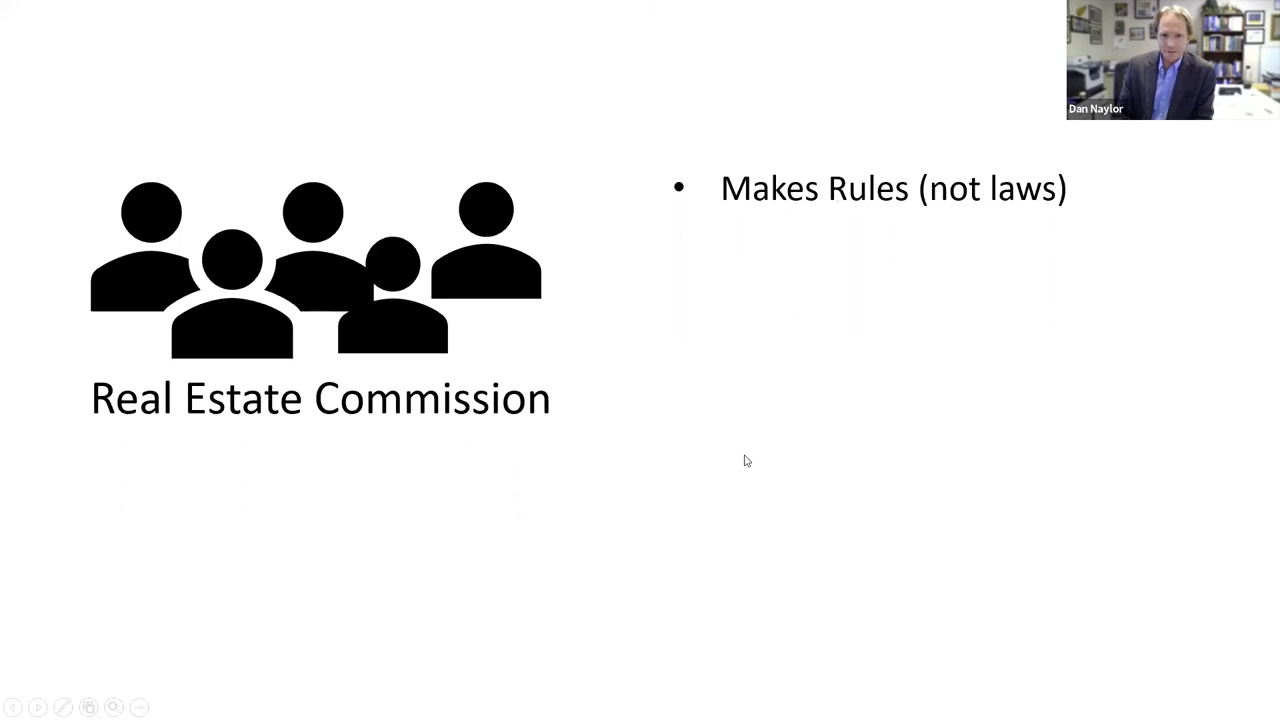 Dan Naylor
• Makes Rules (not laws)
Real Estate Commission